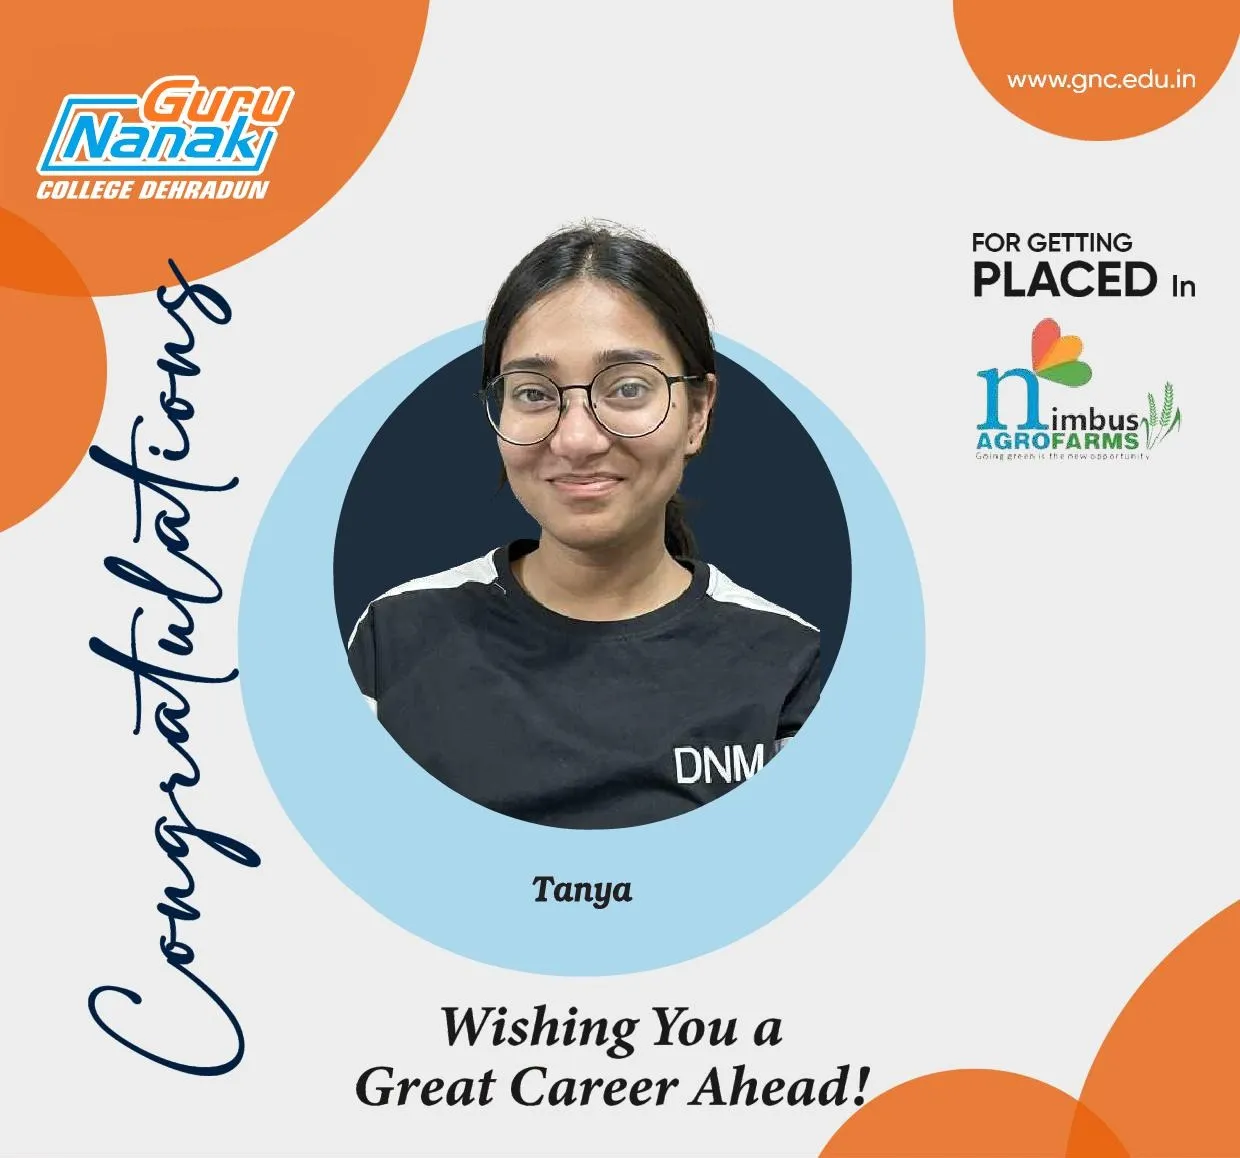 Guru
Nanak
COLLEGE DEHRADUN
www.gnc.edu.in
Congratulations
FOR GETTING
PLACED In
nimbus
AGROFARMS
Going green is the new opportunity
DNM
Tanya
Wishing You a
Great Career Ahead!